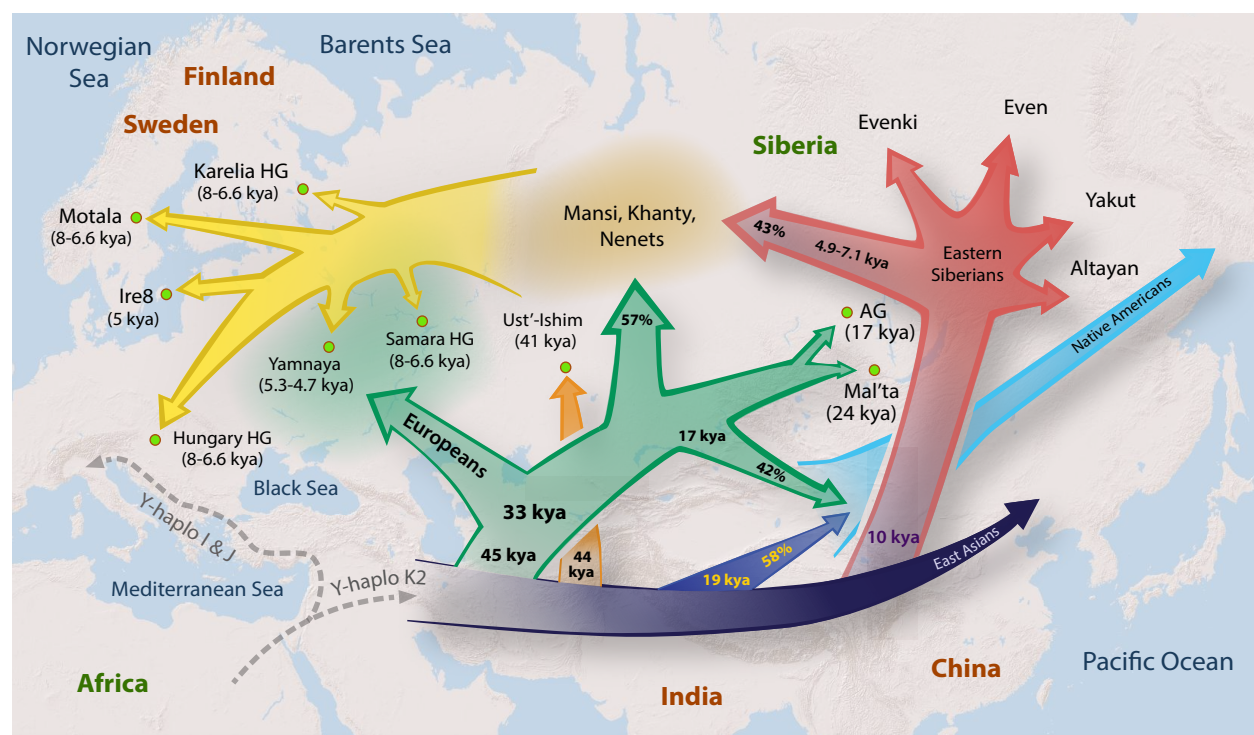 Norwegian
Sea
Barents Sea
Finland
Sweden
Karelia HG
(8-6.6 kya)
Motala
(8-6.6 kya)
Ire8
(5 kya)
Yamnaya
(5.3-4.7 kya)
Samara HG
(8-6.6 kya)
Hungary HG
(8-6.6 kya)
Ust'-Ishim
(41 kya)
Mansi, Khanty,
Nenets
Siberia
Evenki
Even
Yakut
Altayan
Eastern
Siberians
43%
4.9-7.1 kya
57%
AG
(17 kya)
Mal'ta
(24 kya)
Native Americans
Europeans
17 kya
42%
33 kya
45 kya
44
kya
19 kya
58%
10 kya
East Asians
Black Sea
Y-haplo I & J
Mediterranean Sea
Y-haplo K2
Africa
India
China
Pacific Ocean